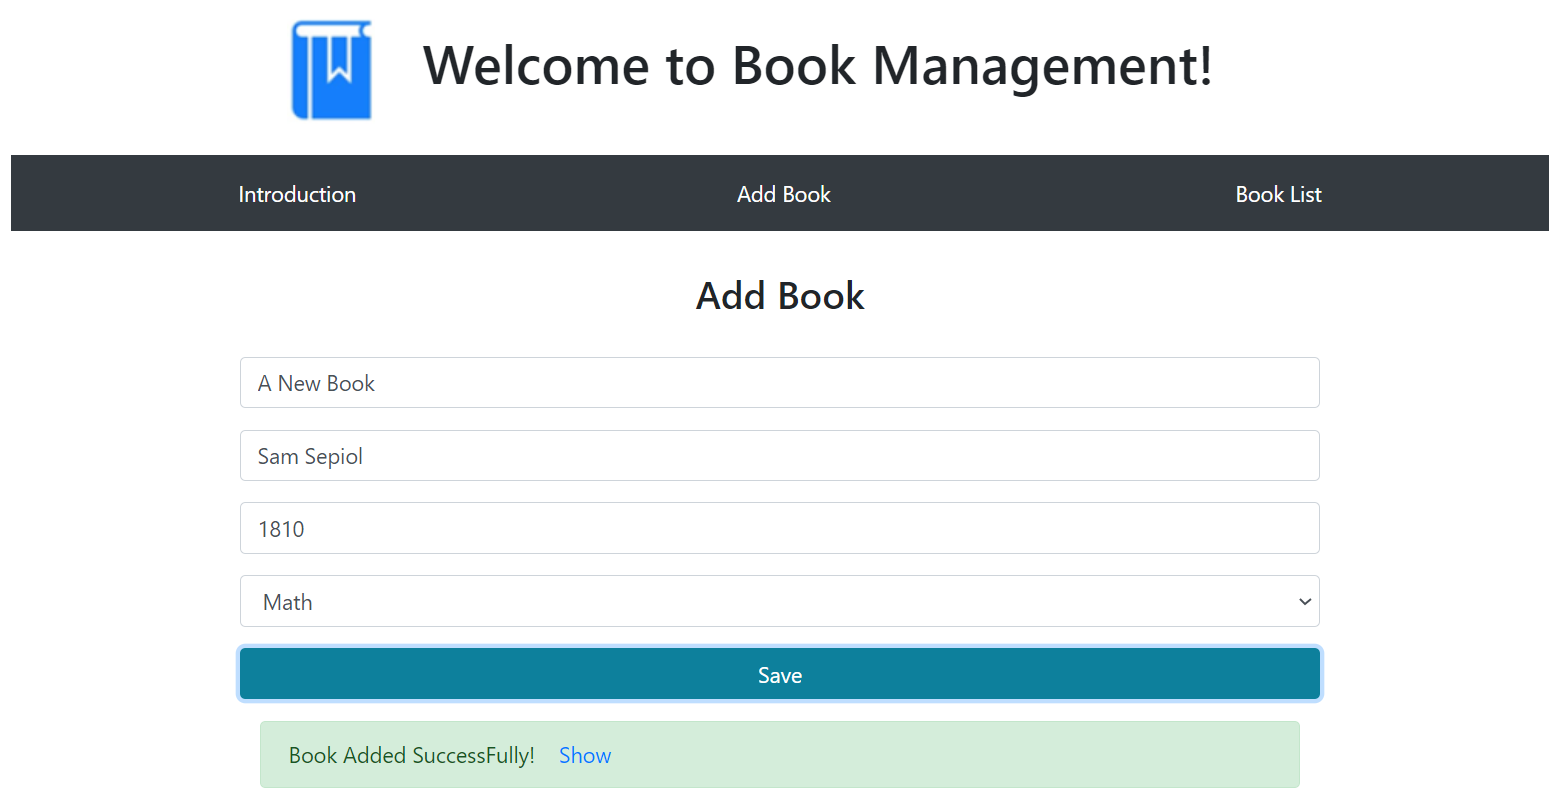 Welcome to Book Management!
Introduction Add Book Book List
Add Book
A New Book
Sam Sepiol
1810
Math
Save
Book Added SuccessFully! Show